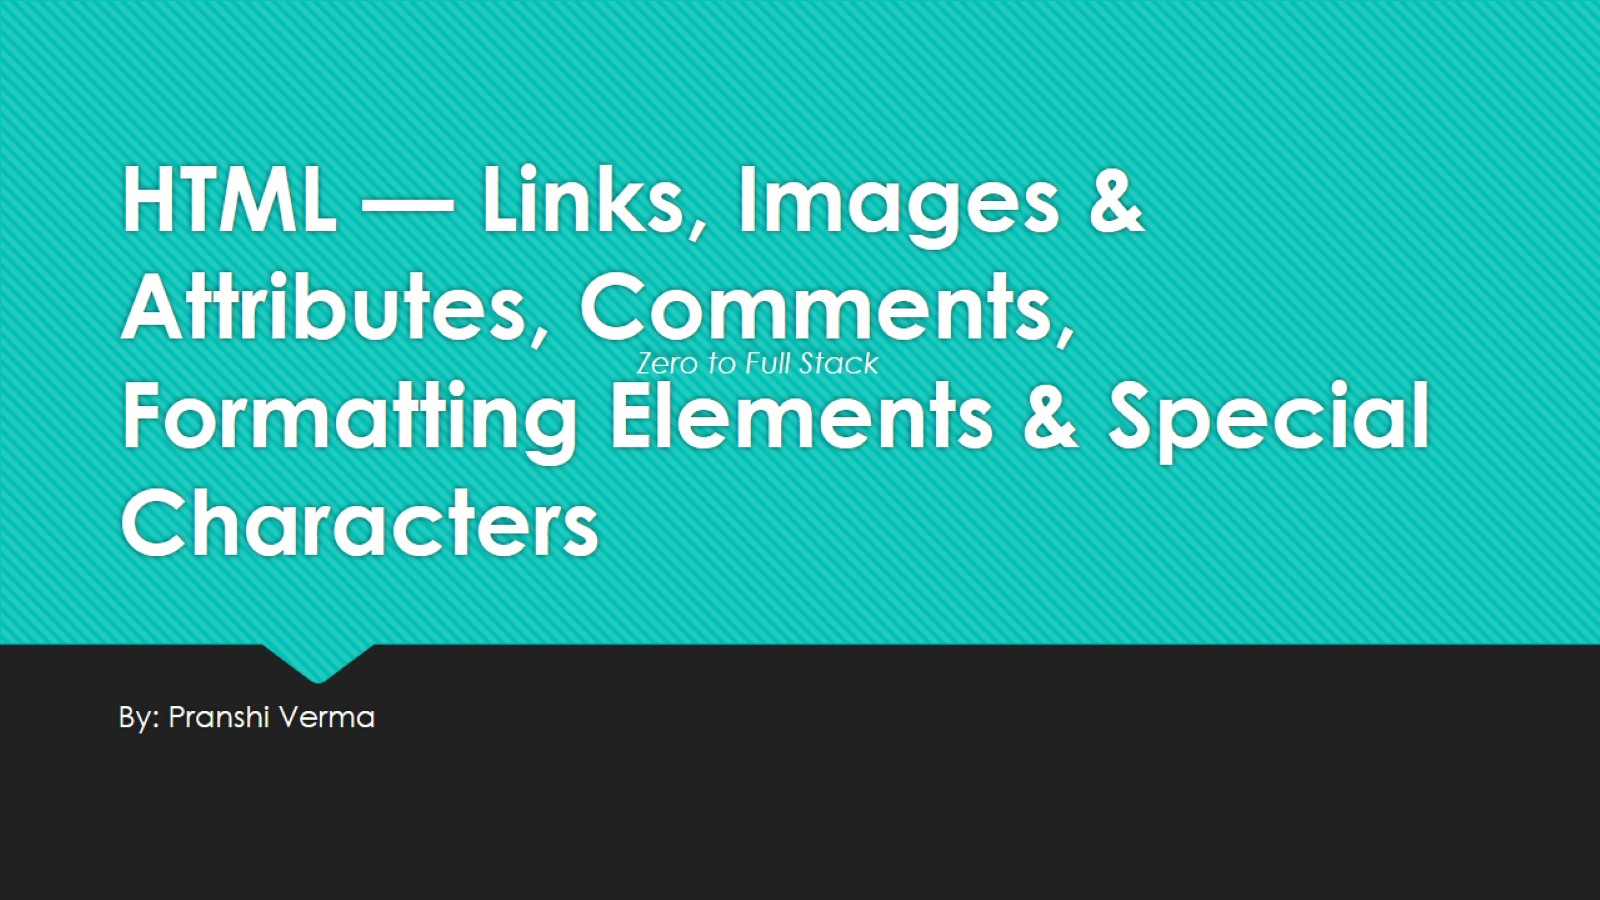 HTML — Links, Images &
Attributes, Comments,
Zero to Full Stack
Formatting Elements & Special
Characters
By: Pranshi Verma